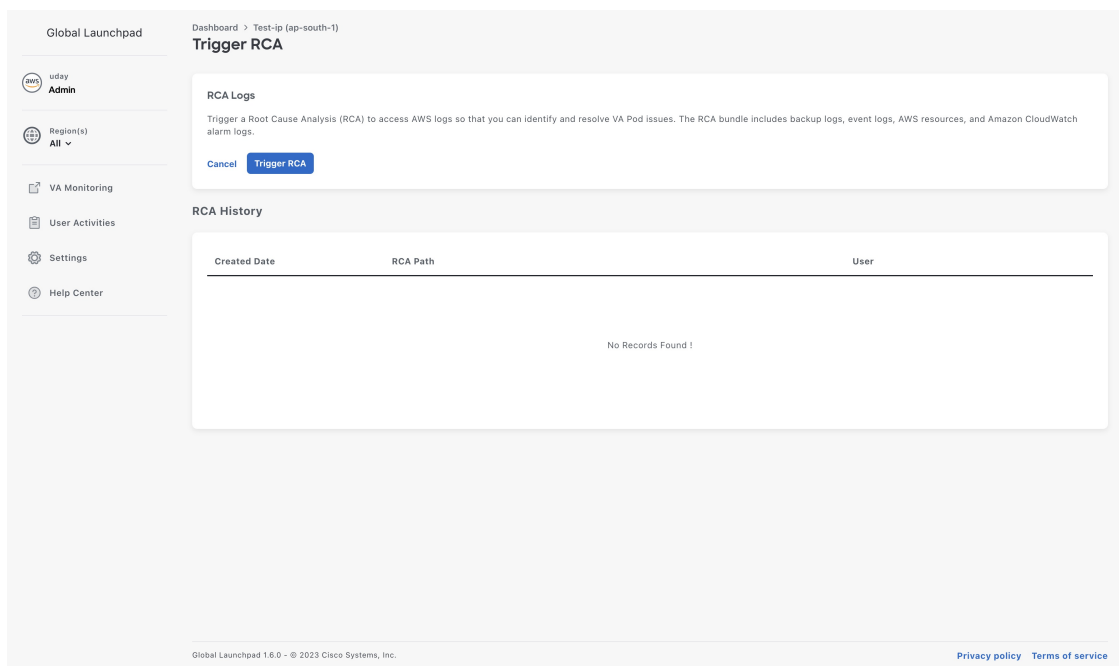 Global Launchpad
aws
uday
Admin
Region(s)
All
VA Monitoring
User Activities
Settings
Help Center
Dashboard > Test-ip (ap-south-1)
Trigger RCA
RCA Logs
Trigger a Root Cause Analysis (RCA) to access AWS logs so that you can identify and resolve VA Pod issues. The RCA bundle includes backup logs, event logs, AWS resources, and Amazon CloudWatch
alarm logs.
Cancel Trigger RCA
RCA History
Created Date RCA Path User
No Records Found !
Global Launchpad 1.6.0 - © 2023 Cisco Systems, Inc. Privacy policy Terms of service